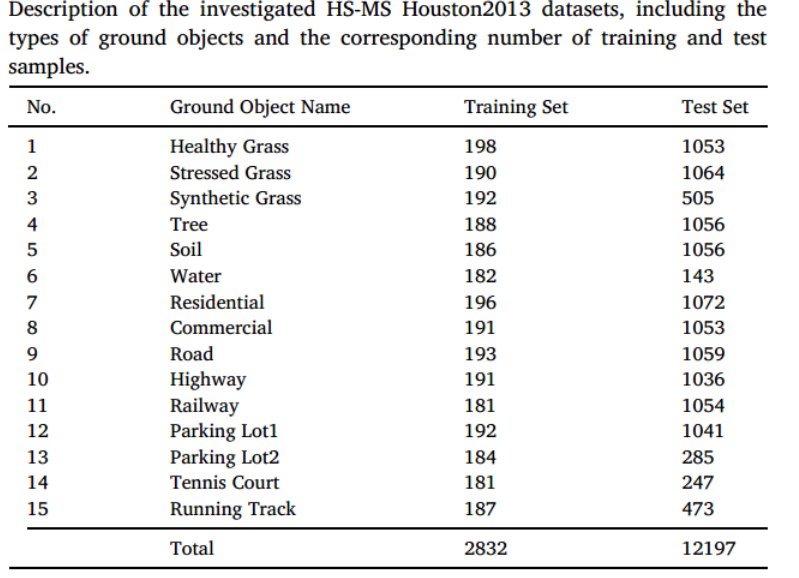 Description of the investigated HS-MS Houston2013 datasets, including the
types of ground objects and the corresponding number of training and test
samples.
No. Ground Object Name Training Set Test Set
1 Healthy Grass 198 1053
2 Stressed Grass 190 1064
3 Synthetic Grass 192 505
4 Tree 188 1056
5 Soil 186 1056
6 Water 182 143
7 Residential 196 1072
8 Commercial 191 1053
9 Road 193 1059
10 Highway 191 1036
11 Railway 181 1054
12 Parking Lot1 192 1041
13 Parking Lot2 184 285
14 Tennis Court 181 247
15 Running Track 187 473
Total 2832 12197